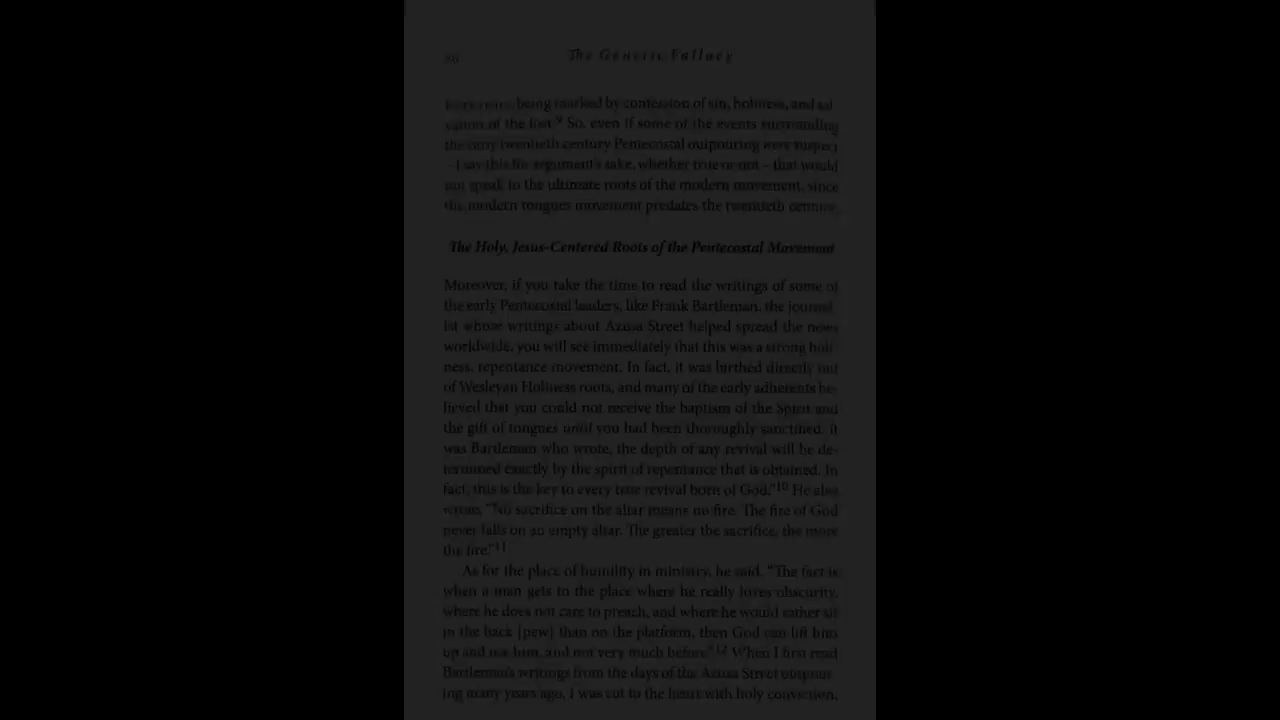 The Genetic Fallacy
being marked by confession of sin, holiness, and sal-
vation of the lost.9 So, even if some of the events surrounding
the early twentieth century Pentecostal outpouring were suspect
– I say this for argument's sake, whether true or not – that would
not speak to the ultimate roots of the modern movement, since
the modern tongues movement predates the twentieth century.
The Holy, Jesus-Centered Roots of the Pentecostal Movement
Moreover, if you take the time to read the writings of some of
the early Pentecostal leaders, like Frank Bartleman, the journal-
ist whose writings about Azusa Street helped spread the news
worldwide, you will see immediately that this was a strong holi-
ness, repentance movement. In fact, it was birthed directly out
of Wesleyan Holiness roots, and many of the early adherents be-
lieved that you could not receive the baptism of the Spirit and
the gift of tongues until you had been thoroughly sanctified. It
was Bartleman who wrote, the depth of any revival will be de-
termined exactly by the spirit of repentance that is obtained. In
fact, this is the key to every true revival born of God."10 He also
wrote, "No sacrifice on the altar means no fire. The fire of God
never falls on an empty altar. The greater the sacrifice, the more
the fire."11
As for the place of humility in ministry, he said, "The fact is
when a man gets to the place where he really loves obscurity,
where he does not care to preach, and where he would rather sit
in the back [pew] than on the platform, then God can lift him
up and use him, and not very much before."12 When I first read
Bartleman's writings from the days of the Azusa Street outpour-
ing many years ago, I was cut to the heart with holy conviction,